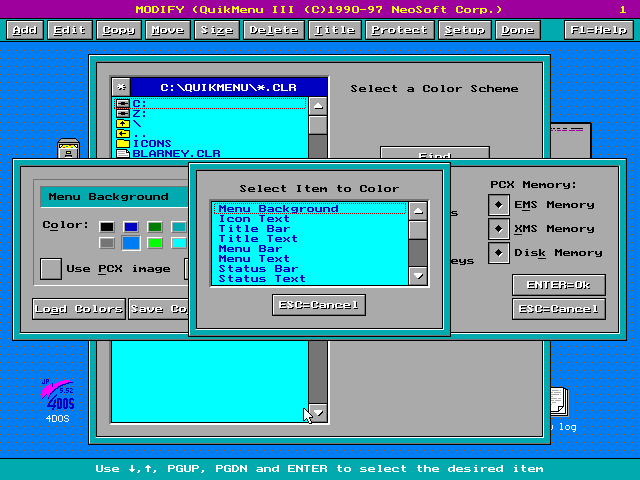 MODIFY (QuikMenu III (C)1990-97 NeoSoft Corp.) 1
Add Edit Copy Move Size Delete Title Protect Setup Done F1=Help
* C:\QUIKMENU\*.CLR
Select a Color Scheme
C:
Z:
\
..
ICONS
BLARNEY.CLR
Find
Menu Background
Color:
Use PCX image
Load Colors Save Co
Select Item to Color
Menu Background
Icon Text
Title Bar
Title Text
Menu Bar
Menu Text
Status Bar
Status Text
ESC=Cancel
PCX Memory:
s EMS Memory
XMS Memory
eys Disk Memory
ENTER=Ok
ESC=Cancel
JP 5.52
4DOS
4DOS
log
Use ↓,↑, PGUP, PGDN and ENTER to select the desired item